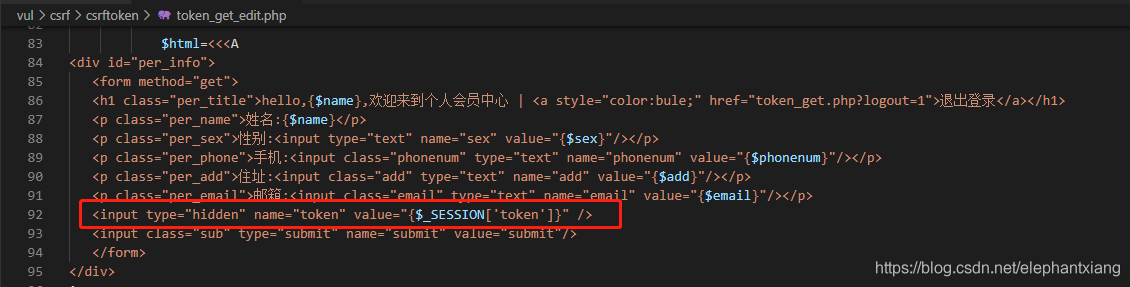 vul > csrf > csrftoken > token_get_edit.php
83 $html=<<<A
84 <div id="per_info">
85 <form method="get">
86 <h1 class="per_title">hello,{$name},欢迎来到个人会员中心 | <a style="color:bule;" href="token_get.php?logout=1">退出登录</a></h1>
87 <p class="per_name">姓名:{$name}</p>
88 <p class="per_sex">性别:<input type="text" name="sex" value="{$sex}"/></p>
89 <p class="per_phone">手机:<input class="phonenum" type="text" name="phonenum" value="{$phonenum}"/></p>
90 <p class="per_add">住址:<input class="add" type="text" name="add" value="{$add}"/></p>
91 <p class="per_email">邮箱:<input class="email" type="text" name="email" value="{$email}"/></p>
92 <input type="hidden" name="token" value="{$_SESSION['token']}" />
93 <input class="sub" type="submit" name="submit" value="submit"/>
94 </form>
95 </div>
https://blog.csdn.net/elephantxiang